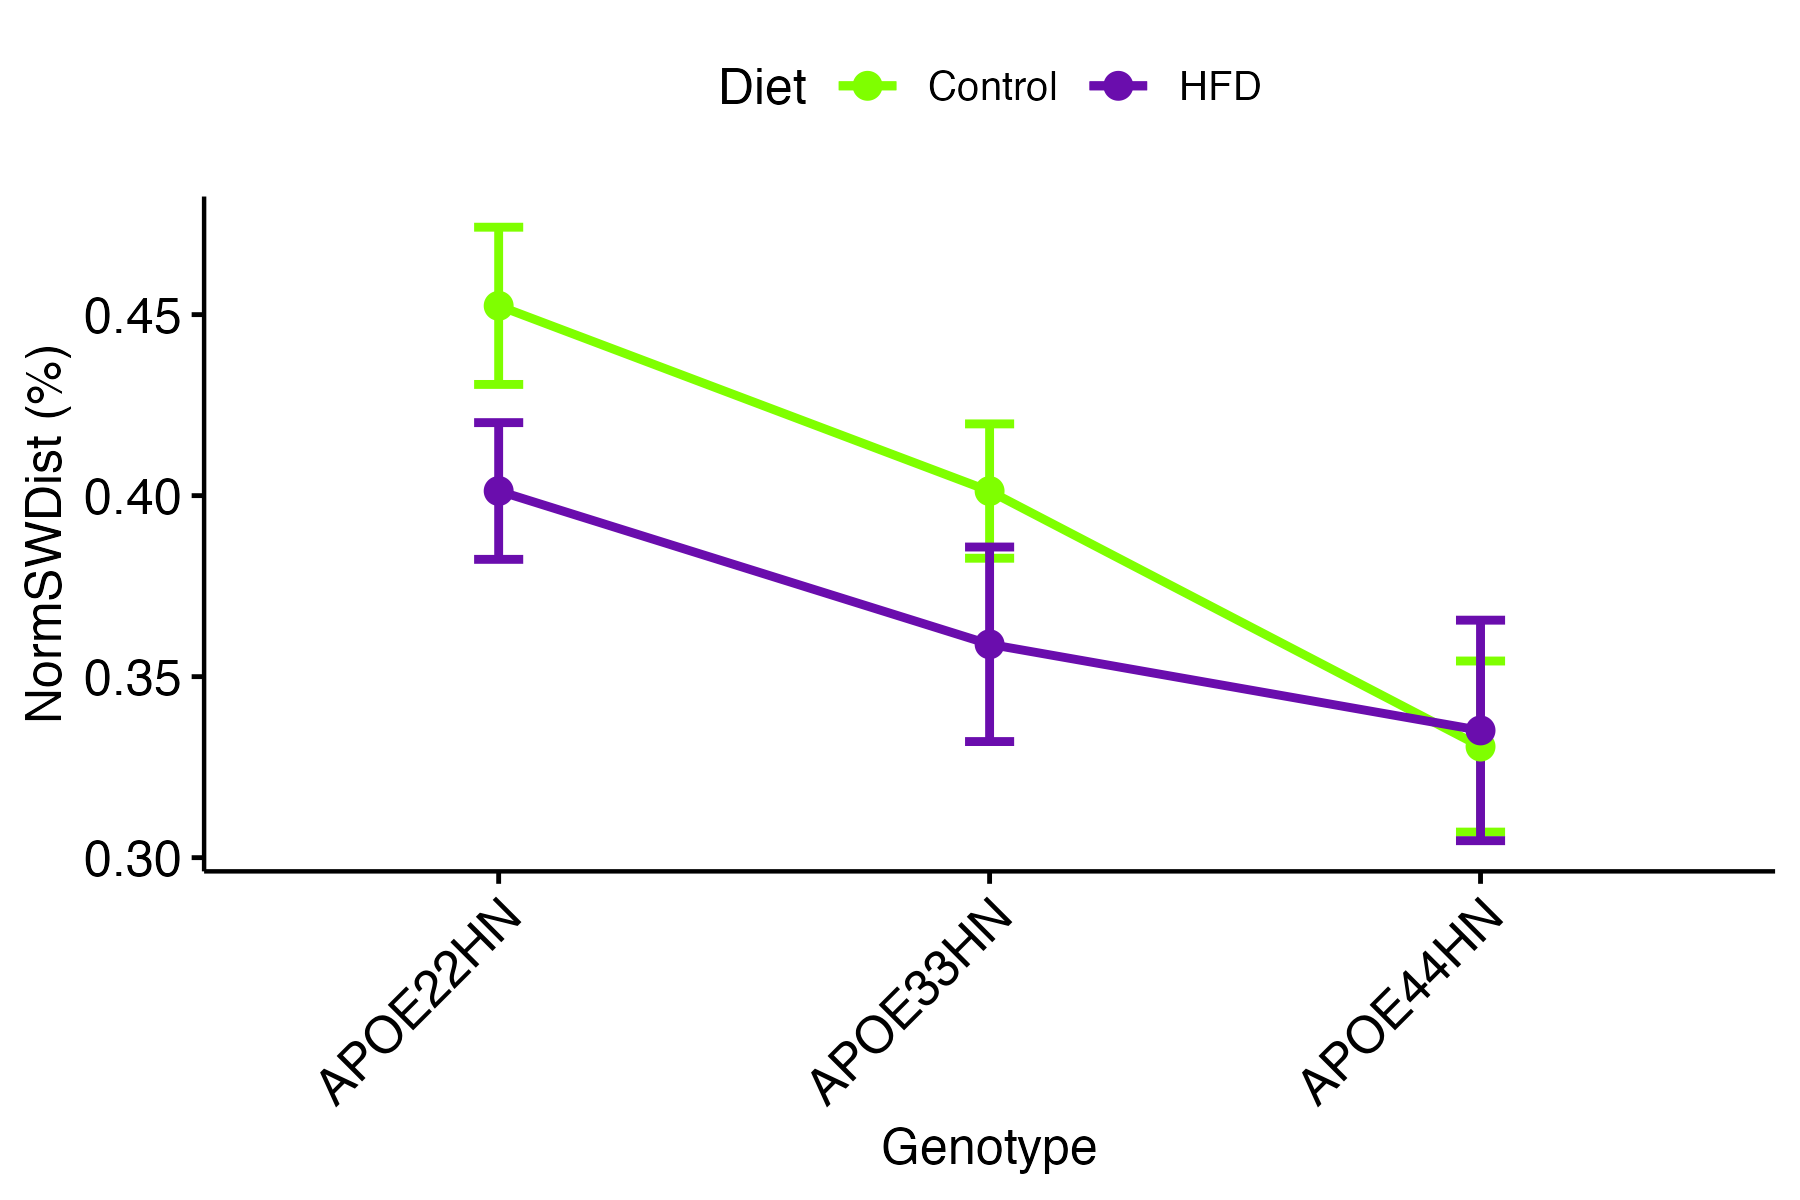 Diet Control HFD
NormSWDist (%)
0.45
0.40
0.35
0.30
APOE22HN
APOE33HN
APOE44HN
Genotype